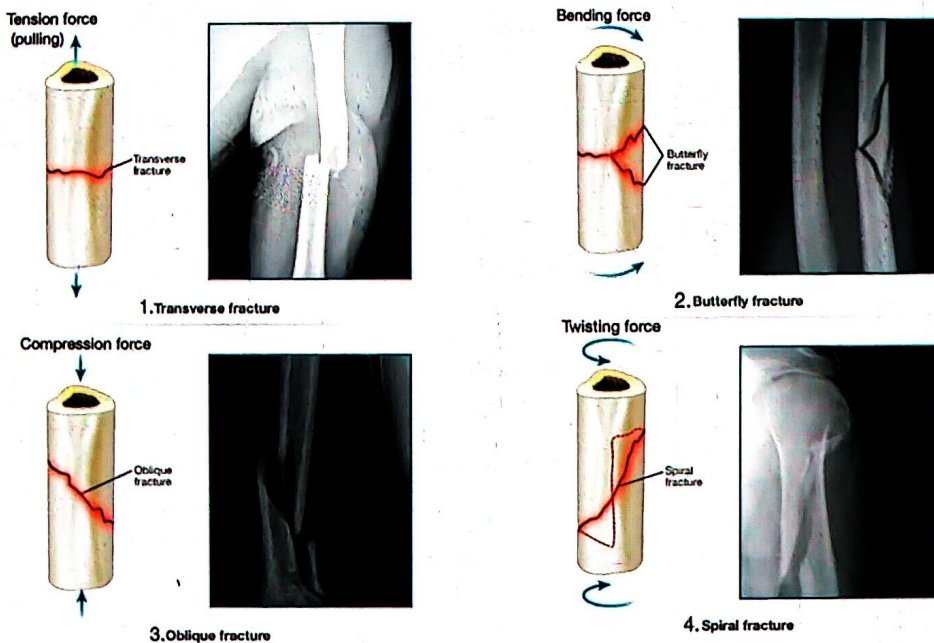 Tension force
(pulling)
Transverse
fracture
1.Transverse fracture
Bending force
Butterfly
fracture
2.Butterfly fracture
Compression force
Oblique
fracture
3.Oblique fracture
Twisting force
Spiral
fracture
4.Spiral fracture